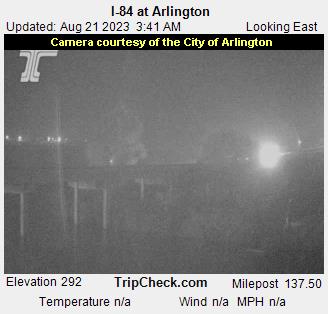 I-84 at Arlington
Updated: Aug 21 2023 3:41 AM Looking East
Camera courtesy of the City of Arlington
Elevation 292 TripCheck.com Milepost 137.50
Temperature n/a Wind n/a MPH n/a